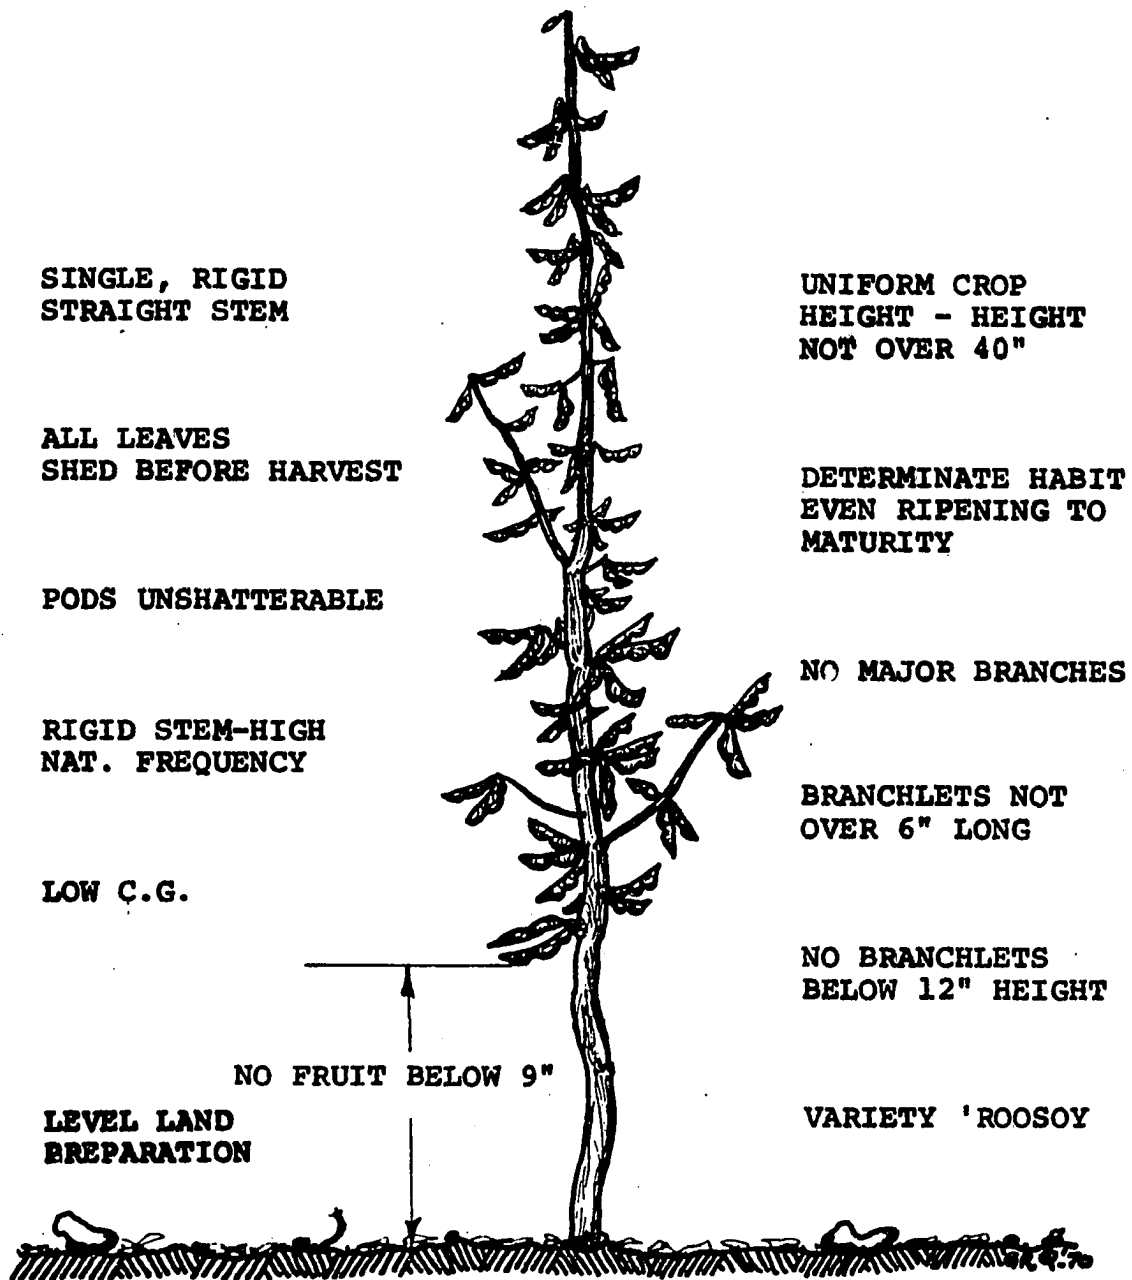 SINGLE, RIGID
STRAIGHT STEM
ALL LEAVES
SHED BEFORE HARVEST
PODS UNSHATTERABLE
RIGID STEM-HIGH
NAT. FREQUENCY
LOW C.G.
NO FRUIT BELOW 9"
LEVEL LAND
PREPARATION
UNIFORM CROP
HEIGHT - HEIGHT
NOT OVER 40"
DETERMINATE HABIT
EVEN RIPENING TO
MATURITY
NO MAJOR BRANCHES
BRANCHLETS NOT
OVER 6" LONG
NO BRANCHLETS
BELOW 12" HEIGHT
VARIETY 'ROOSOY